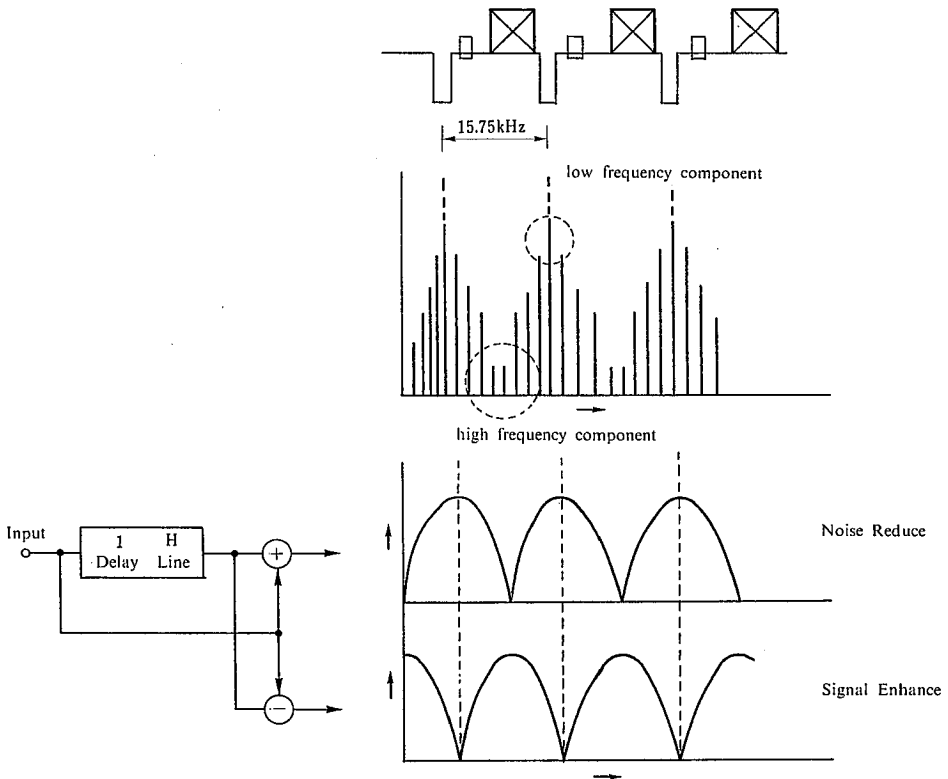 15.75kHz
low frequency component
high frequency component
Input
1 H
Delay Line
+
−
Noise Reduce
Signal Enhance